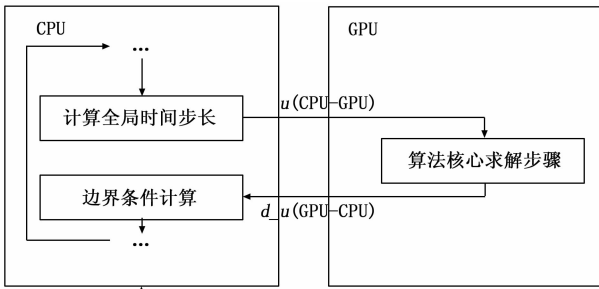 CPU
GPU
...
u(CPU-GPU)
计算全局时间步长
算法核心求解步骤
边界条件计算
d_u(GPU-CPU)
...